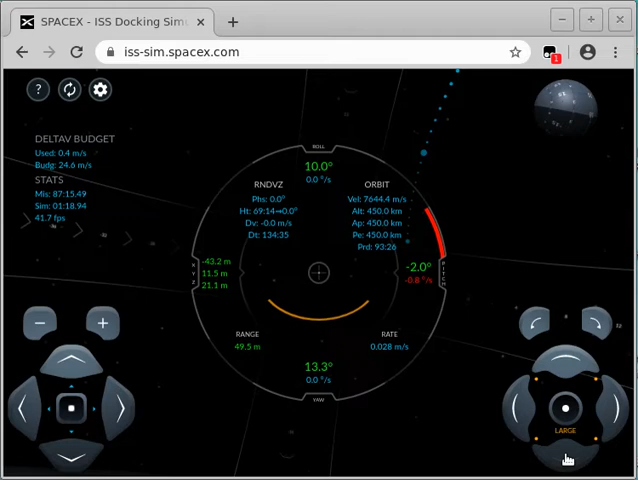 SPACEX - ISS Docking Simu
iss-sim.spacex.com
1
?
ROLL
10.0°
0.0 °/s
DELTAV BUDGET
Used: 0.4 m/s
Budg: 24.6 m/s
STATS
Mis: 87:15.49
Sim: 01:18.94
41.7 fps
RNDVZ
Phs: 0.0°
Ht: 69:14→0.0°
Dv: -0.0 m/s
Dt: 134:35
ORBIT
Vel: 7644.4 m/s
Alt: 450.0 km
Ap: 450.0 km
Pe: 450.0 km
Prd: 93:26
X
Y
Z
-43.2 m
11.5 m
21.1 m
-2.0°
-0.8 °/s
PITCH
RANGE
49.5 m
RATE
0.028 m/s
13.3°
0.0 °/s
YAW
LARGE